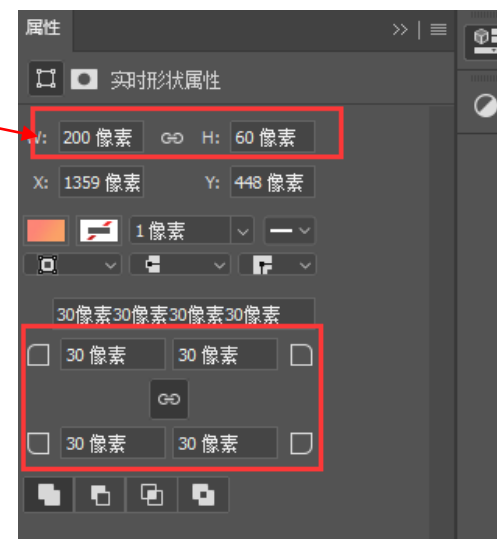 属性
实时形状属性
W: 200 像素 H: 60 像素
X: 1359 像素 Y: 448 像素
1 像素
30像素30像素30像素30像素
30 像素 30 像素
30 像素 30 像素